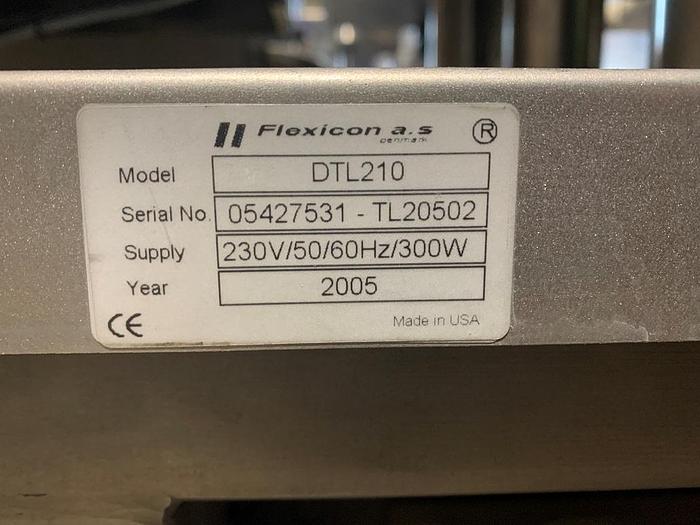 Flexicon a.s ®
Denmark
Model DTL210
Serial No. 05427531 - TL20502
Supply 230V/50/60Hz/300W
Year 2005
CE Made in USA